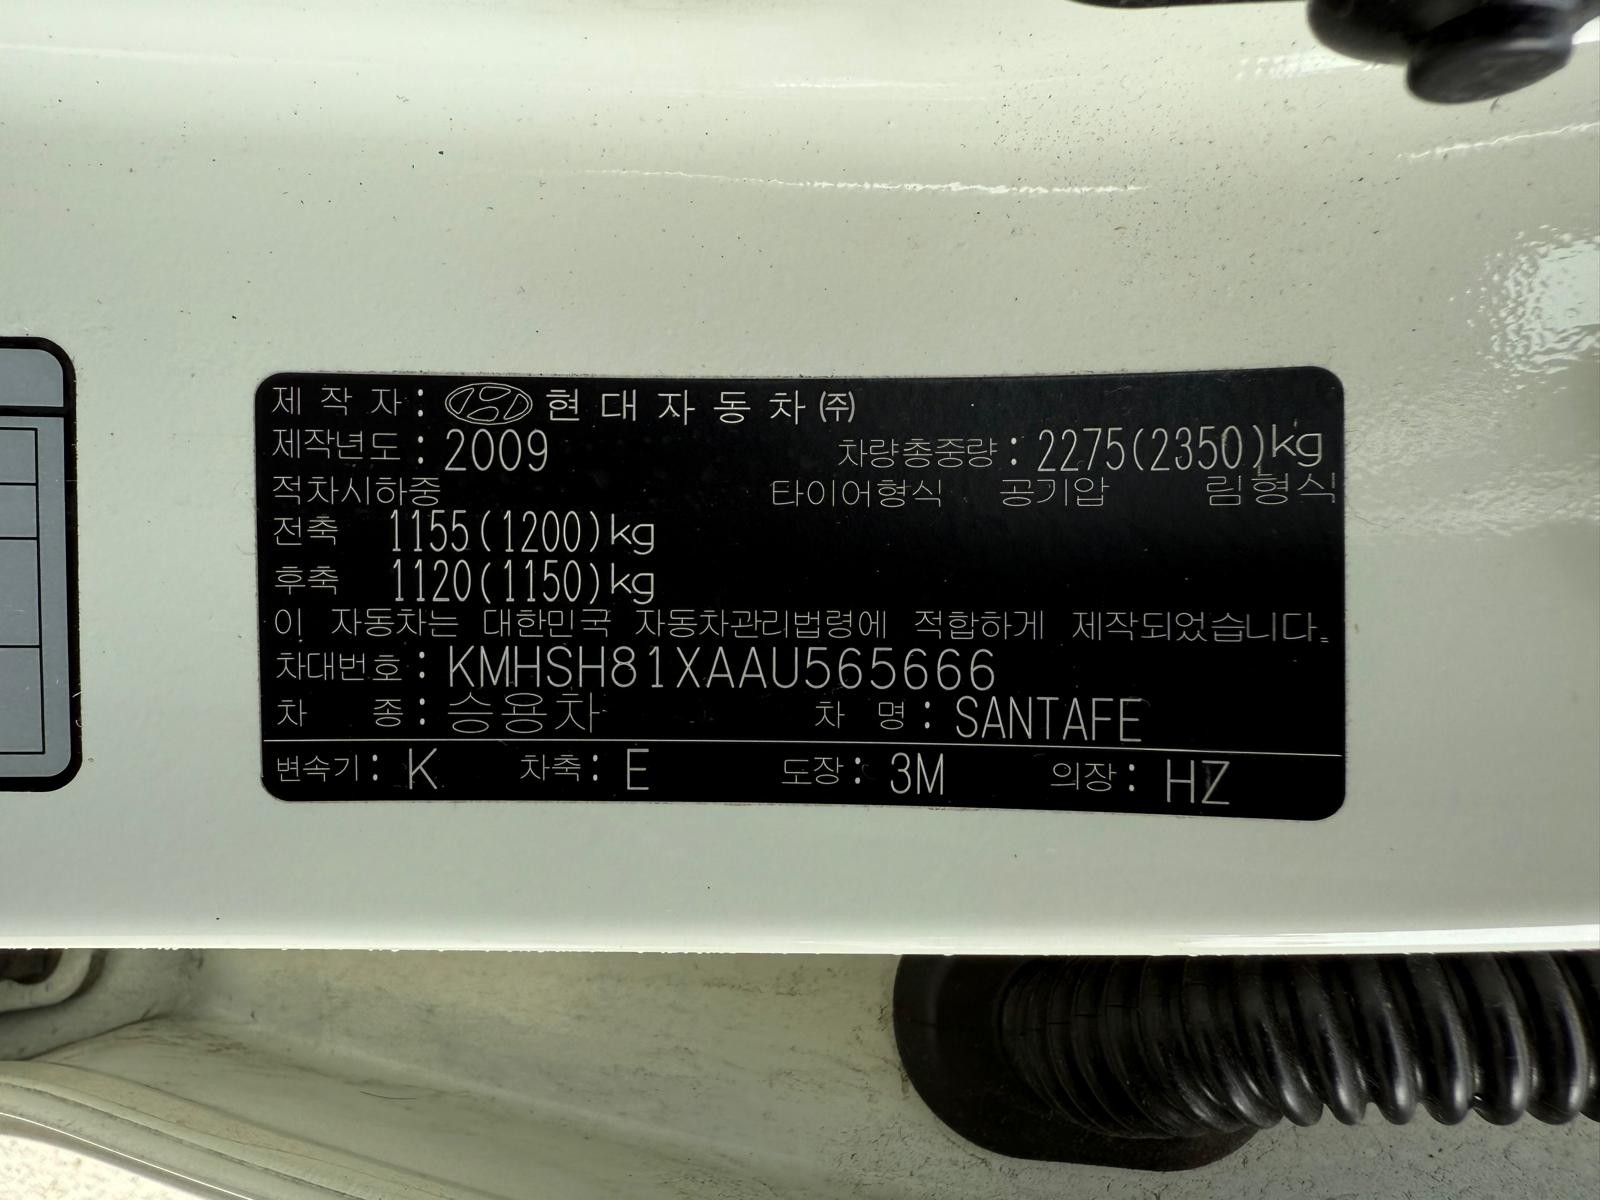 제 작 자 : 현 대 자 동 차 ㈜
제작년도 : 2009 차량총중량 : 2275(2350)kg
적차시하중 타이어형식 공기압 림형식
전축 1155(1200)kg
후축 1120(1150)kg
이 자동차는 대한민국 자동차관리법령에 적합하게 제작되었습니다.
차대번호 : KMHSH81XAAU565666
차 종 : 승용차 차 명 : SANTAFE
변속기 : K 차축 : E 도장 : 3M 의장 : HZ